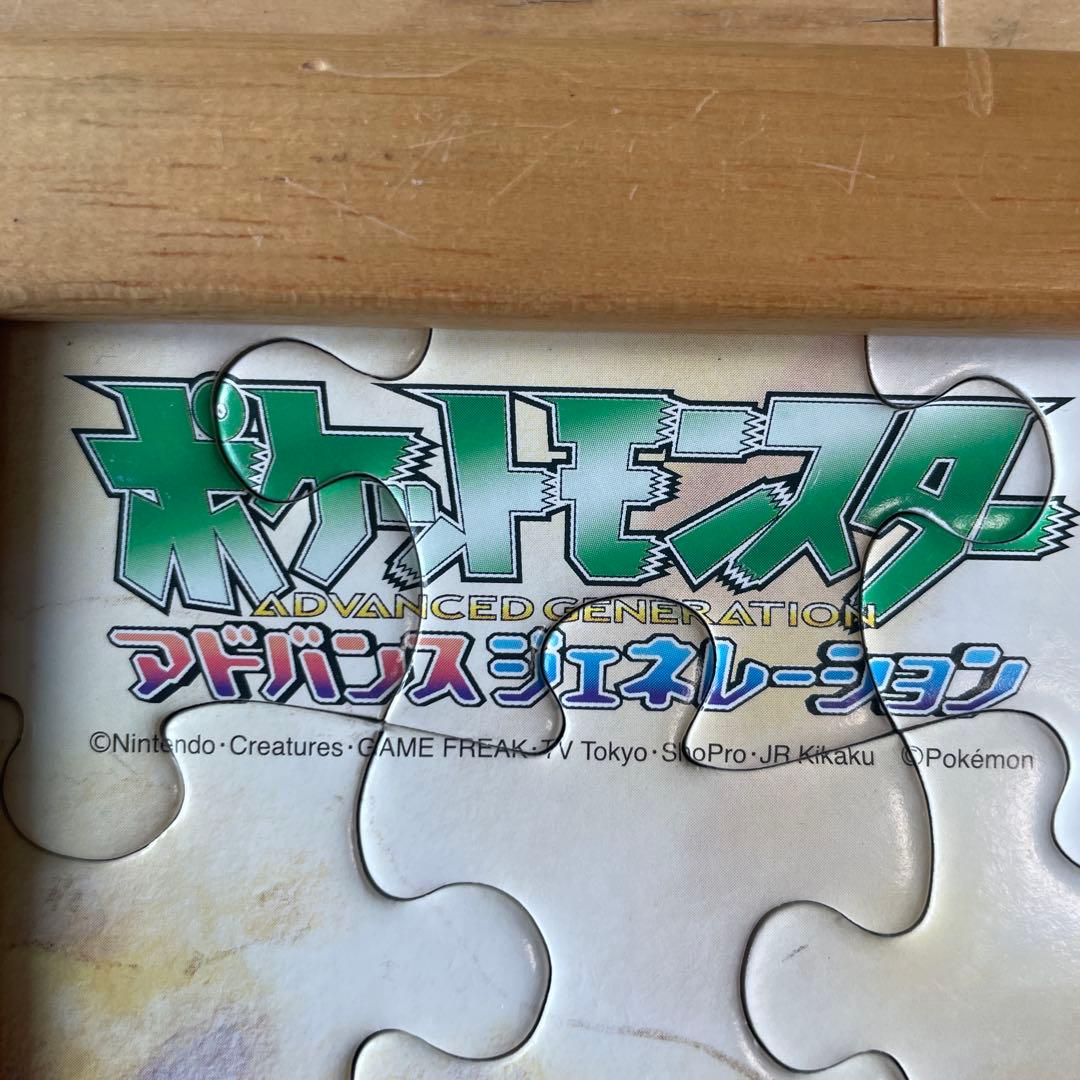 ポケットモンスター
ADVANCED GENERATION
アドバンスジェネレーション
©Nintendo・Creatures・GAME FREAK・TV Tokyo・ShoPro・JR Kikaku ©Pokémon